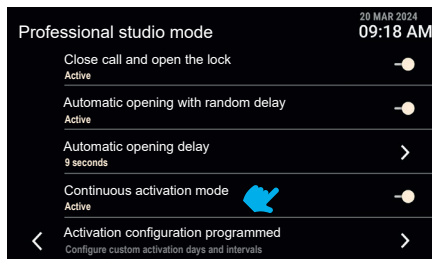 20 MAR 2024
Professional studio mode
09:18 AM
Close call and open the lock
Active
Automatic opening with random delay
Active
Automatic opening delay
9 seconds
Continuous activation mode
Active
Activation configuration programmed
Configure custom activation days and intervals